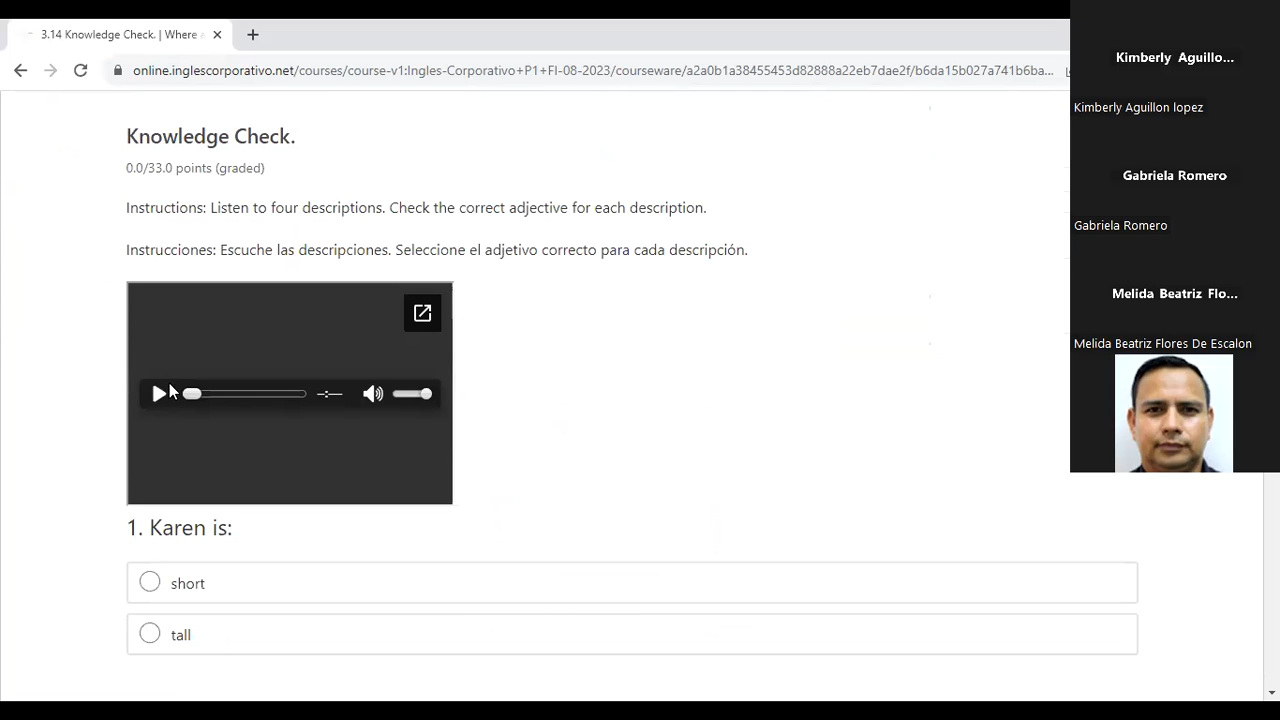 3.14 Knowledge Check. | Where
online.inglescorporativo.net/courses/course-v1:Ingles-Corporativo+P1+FI-08-2023/courseware/a2a0b1a38455453d82888a22eb7dae2f/b6da15b027a741b6ba...
Knowledge Check.
0.0/33.0 points (graded)
Instructions: Listen to four descriptions. Check the correct adjective for each description.
Instrucciones: Escuche las descripciones. Seleccione el adjetivo correcto para cada descripción.
-:--
1. Karen is:
short
tall
Kimberly Aguillo...
Kimberly Aguillon lopez
Gabriela Romero
Gabriela Romero
Melida Beatriz Flo...
Melida Beatriz Flores De Escalon